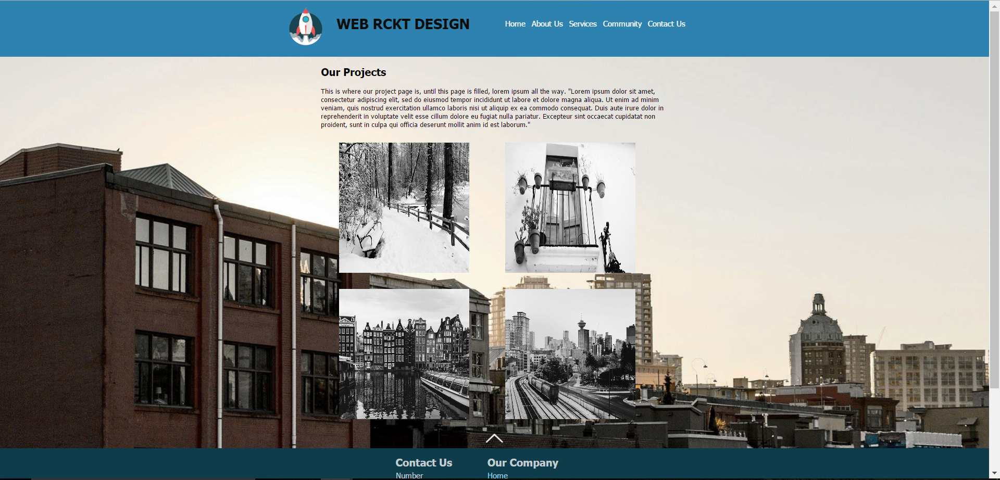 WEB RCKT DESIGN
Home About Us Services Community Contact Us
Our Projects
This is where our project page is, until this page is filled, lorem ipsum all the way. "Lorem ipsum dolor sit amet,
consectetur adipiscing elit, sed do eiusmod tempor incididunt ut labore et dolore magna aliqua. Ut enim ad minim
veniam, quis nostrud exercitation ullamco laboris nisi ut aliquip ex ea commodo consequat. Duis aute irure dolor in
reprehenderit in voluptate velit esse cillum dolore eu fugiat nulla pariatur. Excepteur sint occaecat cupidatat non
proident, sunt in culpa qui officia deserunt mollit anim id est laborum."
Contact Us
Number
Our Company
Home